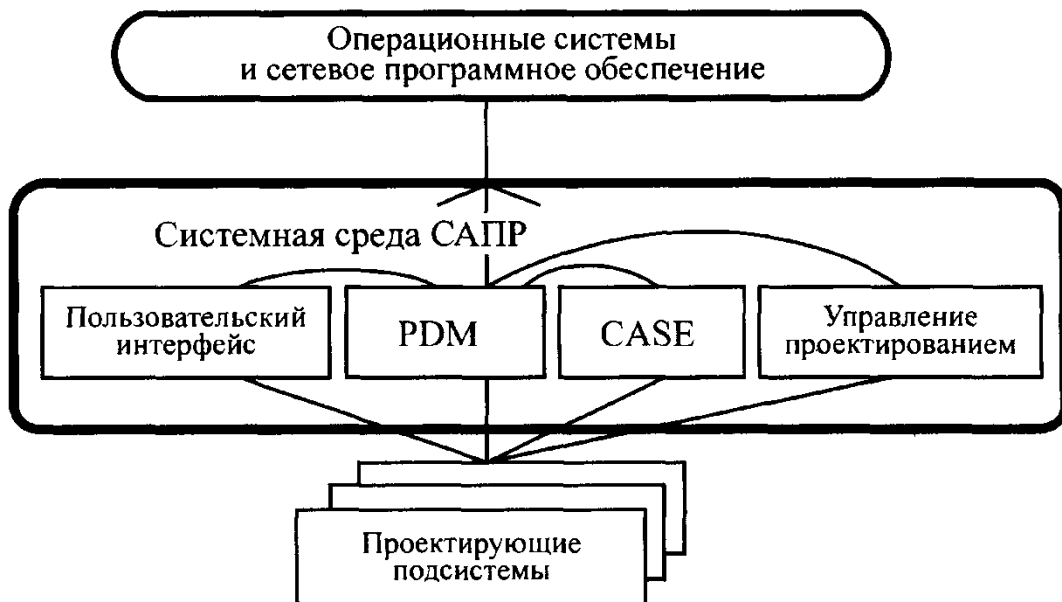 Операционные системы
и сетевое программное обеспечение
Системная среда САПР
Пользовательский
интерфейс
PDM
CASE
Управление
проектированием
Проектирующие
подсистемы